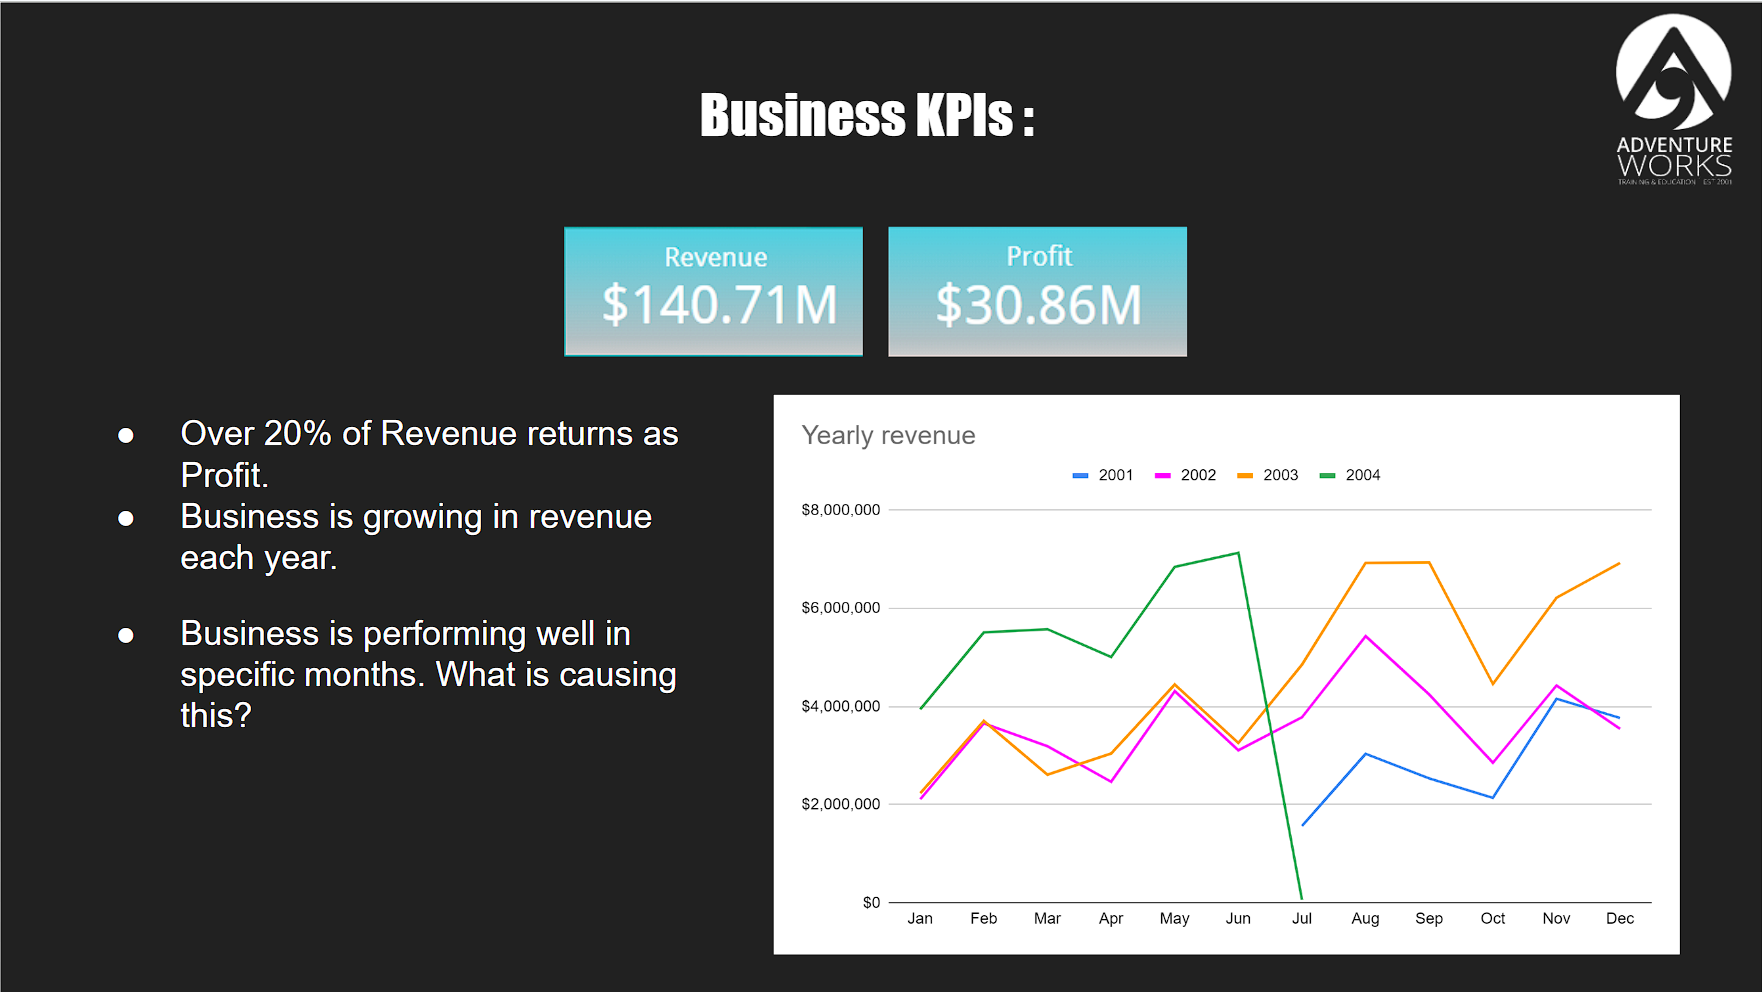 ADVENTURE
WORKS
TRAINING & EDUCATION EST 2001
Business KPIs :
Revenue
$140.71M
Profit
$30.86M
● Over 20% of Revenue returns as
Profit.
● Business is growing in revenue
each year.
● Business is performing well in
specific months. What is causing
this?
Yearly revenue
2001 2002 2003 2004
$8,000,000
$6,000,000
$4,000,000
$2,000,000
$0
Jan Feb Mar Apr May Jun Jul Aug Sep Oct Nov Dec